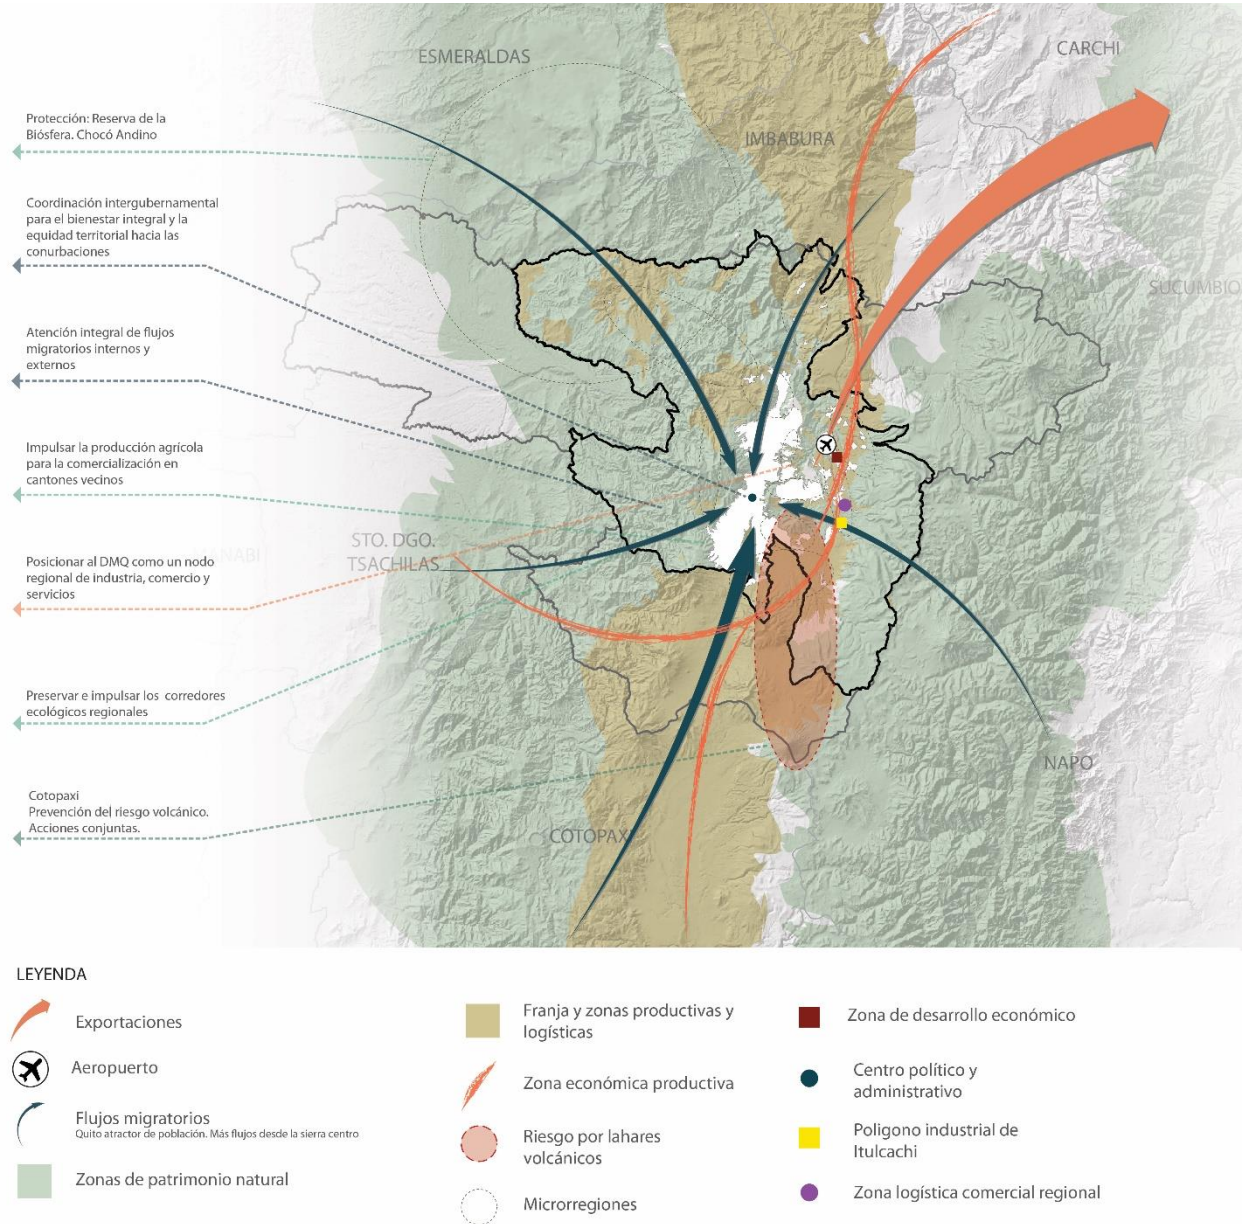 ESMERALDAS
CARCHI
IMBABURA
SUCUMBIO
MANABI
STO. DGO.
TSACHILAS
NAPO
COTOPAXI
Protección: Reserva de la
Biósfera. Chocó Andino
Coordinación intergubernamental
para el bienestar integral y la
equidad territorial hacia las
conurbaciones
Atención integral de flujos
migratorios internos y
externos
Impulsar la producción agrícola
para la comercialización en
cantones vecinos
Posicionar al DMQ como un nodo
regional de industria, comercio y
servicios
Preservar e impulsar los corredores
ecológicos regionales
Cotopaxi
Prevención del riesgo volcánico.
Acciones conjuntas.
LEYENDA
Exportaciones
Aeropuerto
Flujos migratorios
Quito atractor de población. Más flujos desde la sierra centro
Zonas de patrimonio natural
Franja y zonas productivas y
logísticas
Zona económica productiva
Riesgo por lahares
volcánicos
Microrregiones
Zona de desarrollo económico
Centro político y
administrativo
Poligono industrial de
Itulcachi
Zona logística comercial regional